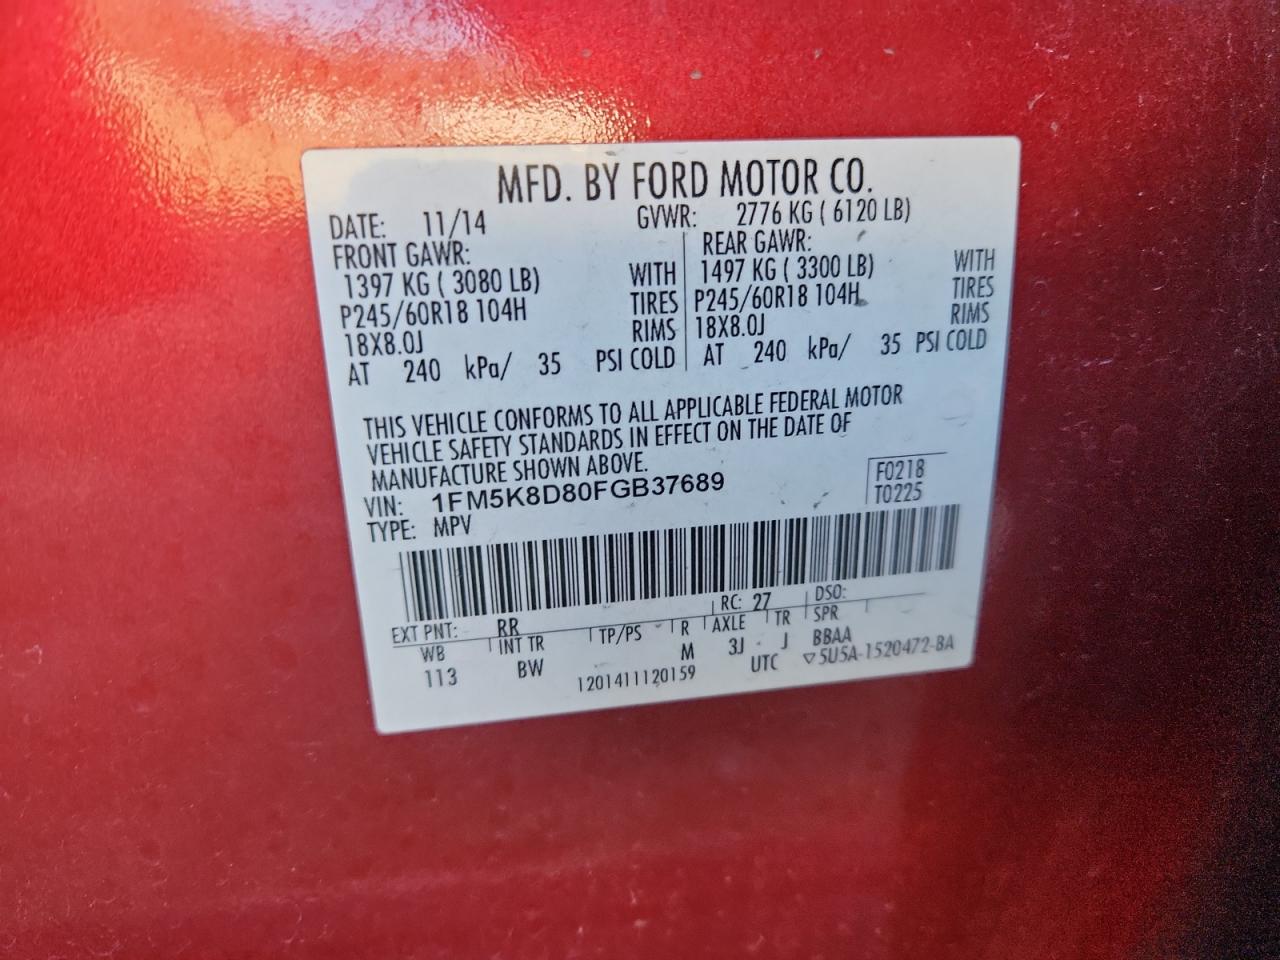 MFD. BY FORD MOTOR CO.
DATE: 11/14 GVWR: 2776 KG ( 6120 LB)
FRONT GAWR: REAR GAWR:
1397 KG ( 3080 LB) WITH 1497 KG ( 3300 LB) WITH
P245/60R18 104H TIRES P245/60R18 104H TIRES
18X8.0J RIMS 18X8.0J RIMS
AT 240 kPa/ 35 PSI COLD AT 240 kPa/ 35 PSI COLD
THIS VEHICLE CONFORMS TO ALL APPLICABLE FEDERAL MOTOR
VEHICLE SAFETY STANDARDS IN EFFECT ON THE DATE OF
MANUFACTURE SHOWN ABOVE.
VIN: 1FM5K8D80FGB37689 F0218
TYPE: MPV T0225
EXT PNT: RR RC: 27 DSO:
WB INT TR TP/PS R AXLE TR SPR
113 BW M 3J J BBAA
1201411120159 UTC ▽5U5A-1520472-BA